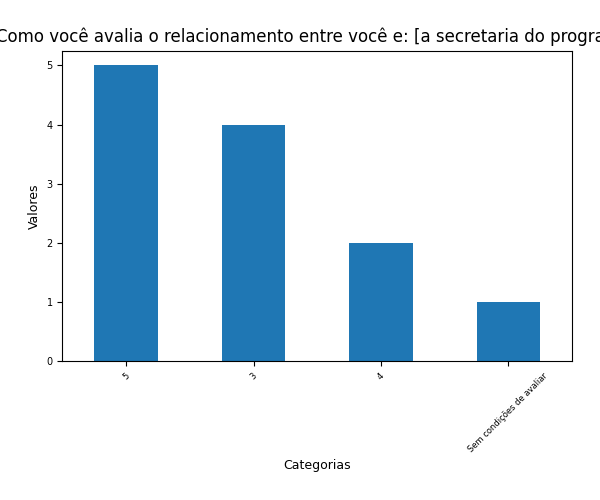 Como você avalia o relacionamento entre você e: [a secretaria do
5
4
3
2
1
0
Valores
5
3
4
Sem condições de avaliar
Categorias